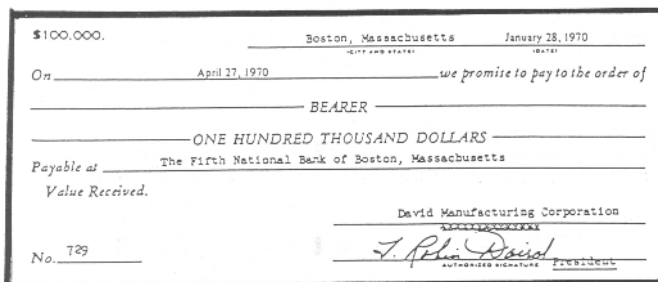 $100,000.
Boston, Massachusetts January 28, 1970
(CITY AND STATE) (DATE)
On April 27, 1970 we promise to pay to the order of
BEARER
ONE HUNDRED THOUSAND DOLLARS
Payable at The Fifth National Bank of Boston, Massachusetts
Value Received.
David Manufacturing Corporation
No. 729
AUTHORIZED SIGNATURE President